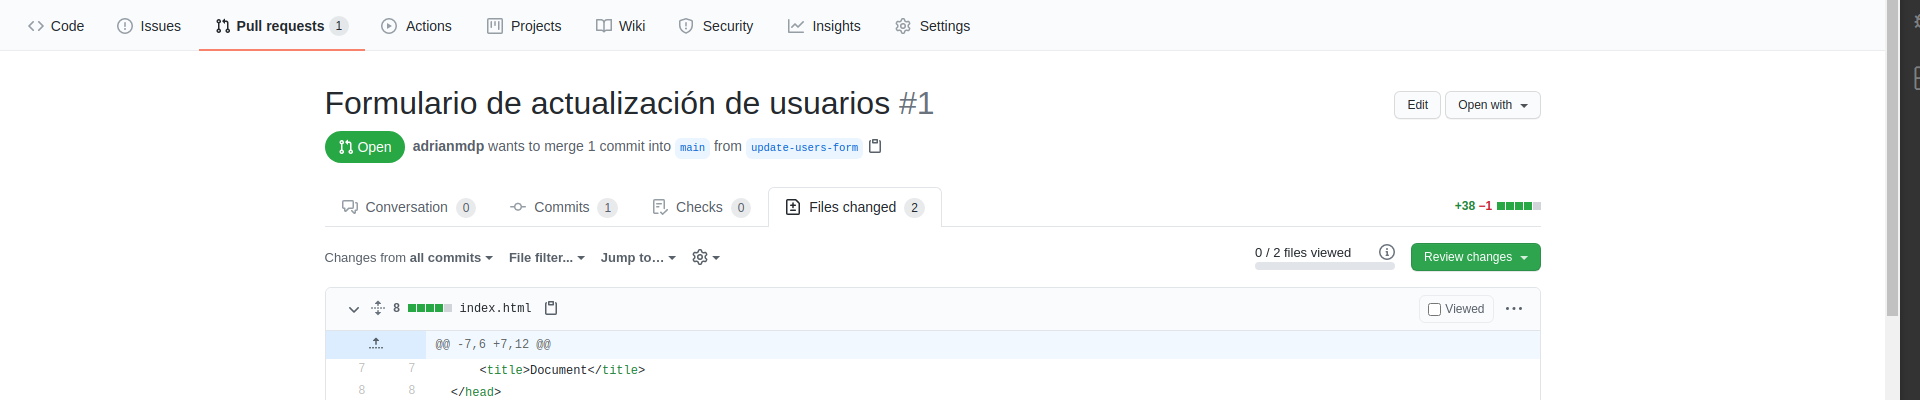 Code Issues Pull requests 1 Actions Projects Wiki Security Insights Settings
Formulario de actualización de usuarios #1
Edit Open with
Open adrianmdp wants to merge 1 commit into main from update-users-form
Conversation 0 Commits 1 Checks 0 Files changed 2 +38 −1
Changes from all commits File filter... Jump to… 0 / 2 files viewed Review changes
8 index.html Viewed
@@ -7,6 +7,12 @@
7 7 <title>Document</title>
8 8 </head>